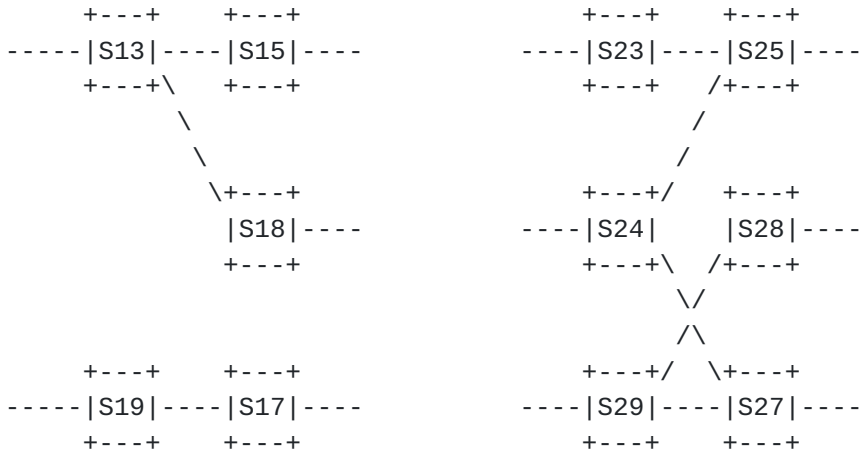 +---+    +---+                  +---+    +---+
-----|S13|----|S15|----          ----|S23|----|S25|----
     +---+\   +---+                  +---+   /+---+
           \                                /
            \                              /
             \+---+                  +---+/   +---+
              |S18|----          ----|S24|    |S28|----
              +---+                  +---+\  /+---+
                                           \/
                                           /\
     +---+    +---+                  +---+/  \+---+
-----|S19|----|S17|----          ----|S29|----|S27|----
     +---+    +---+                  +---+    +---+